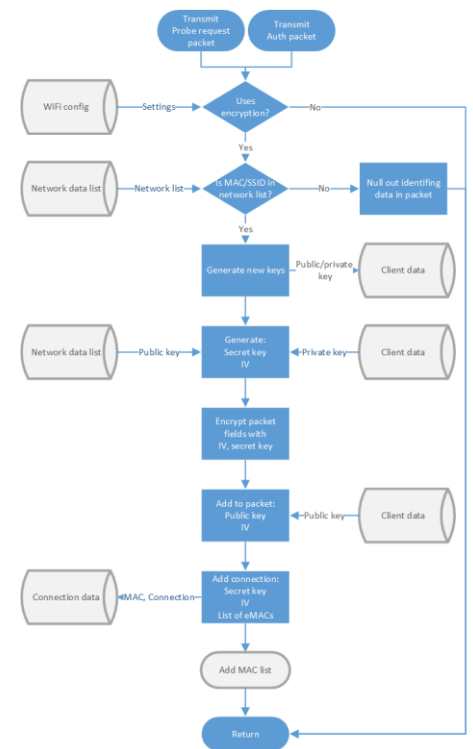 Transmit
Probe request
packet
Transmit
Auth packet
WiFi config
Settings
Uses
encryption?
No
Yes
Network data list
Network list
Is MAC/SSID in
network list?
No
Null out identifing
data in packet
Yes
Generate new keys
Public/private
key
Client data
Network data list
Public key
Generate:
Secret key
IV
Private key
Client data
Encrypt packet
fields with
IV, secret key
Add to packet:
Public key
IV
Public key
Client data
Connection data
MAC, Connection
Add connection:
Secret key
IV
List of eMACs
Add MAC list
Return